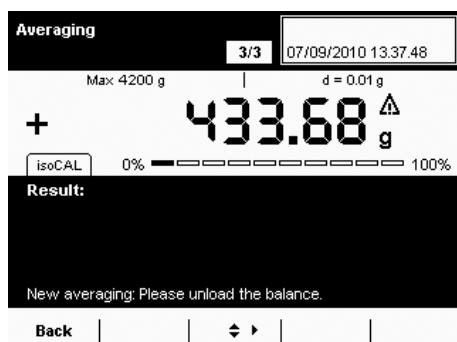 Averaging
3/3 07/09/2010 13.37.48
Max 4200 g d = 0.01 g
+ 433.68 g
isoCAL 0% 100%
Result:
New averaging: Please unload the balance.
Back